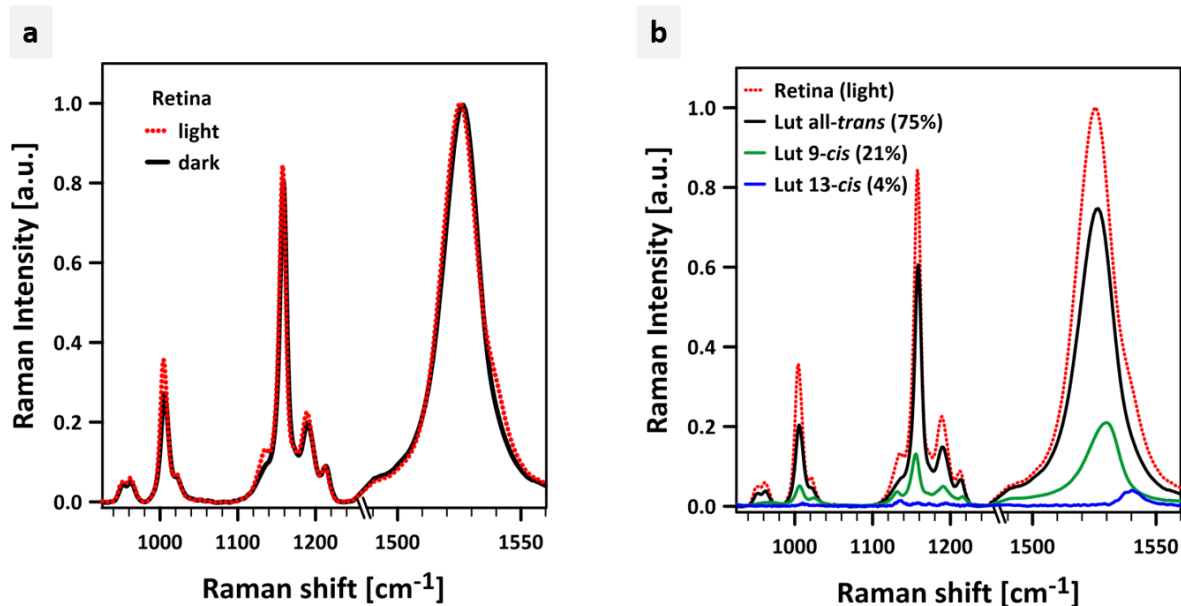 a
Retina
light
dark
1.0
0.8
0.6
0.4
0.2
0.0
Raman Intensity [a.u.]
1000
1100
1200
1500
1550
Raman shift [cm-1]
b
Retina (light)
Lut all-trans (75%)
Lut 9-cis (21%)
Lut 13-cis (4%)
1.0
0.8
0.6
0.4
0.2
0.0
Raman Intensity [a.u.]
1000
1100
1200
1500
1550
Raman shift [cm-1]